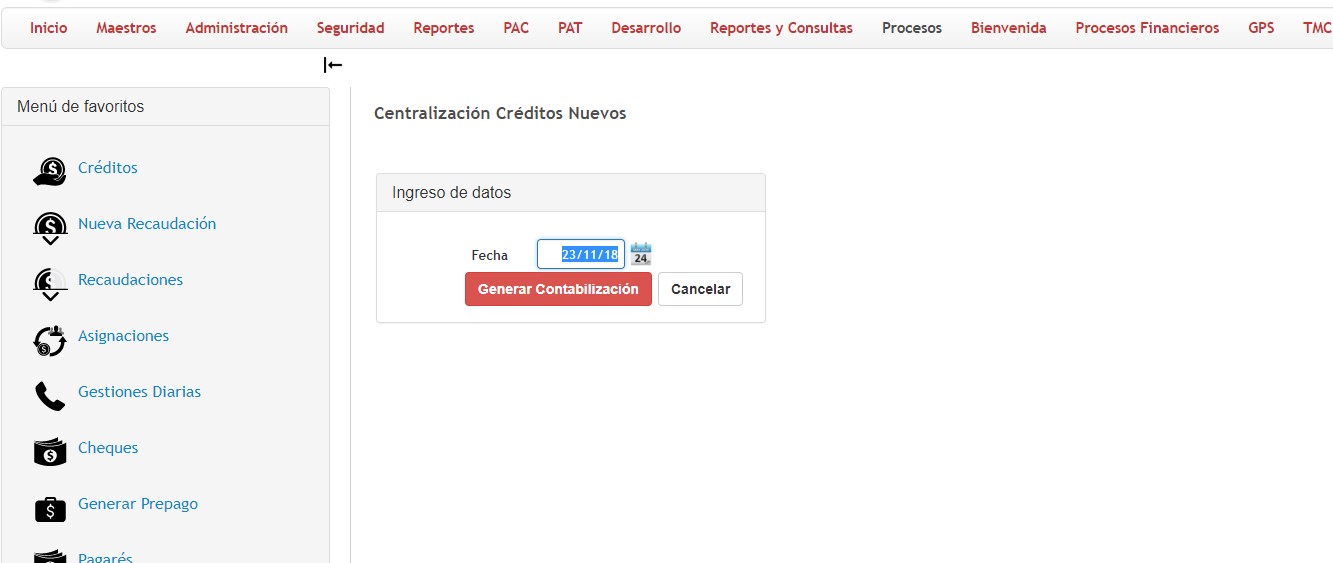 Inicio Maestros Administración Seguridad Reportes PAC PAT Desarrollo Reportes y Consultas Procesos Bienvenida Procesos Financieros GPS TMC
Menú de favoritos
Créditos
Nueva Recaudación
Recaudaciones
Asignaciones
Gestiones Diarias
Cheques
Generar Prepago
Pagarés
Centralización Créditos Nuevos
Ingreso de datos
Fecha 23/11/18 24
Generar Contabilización Cancelar